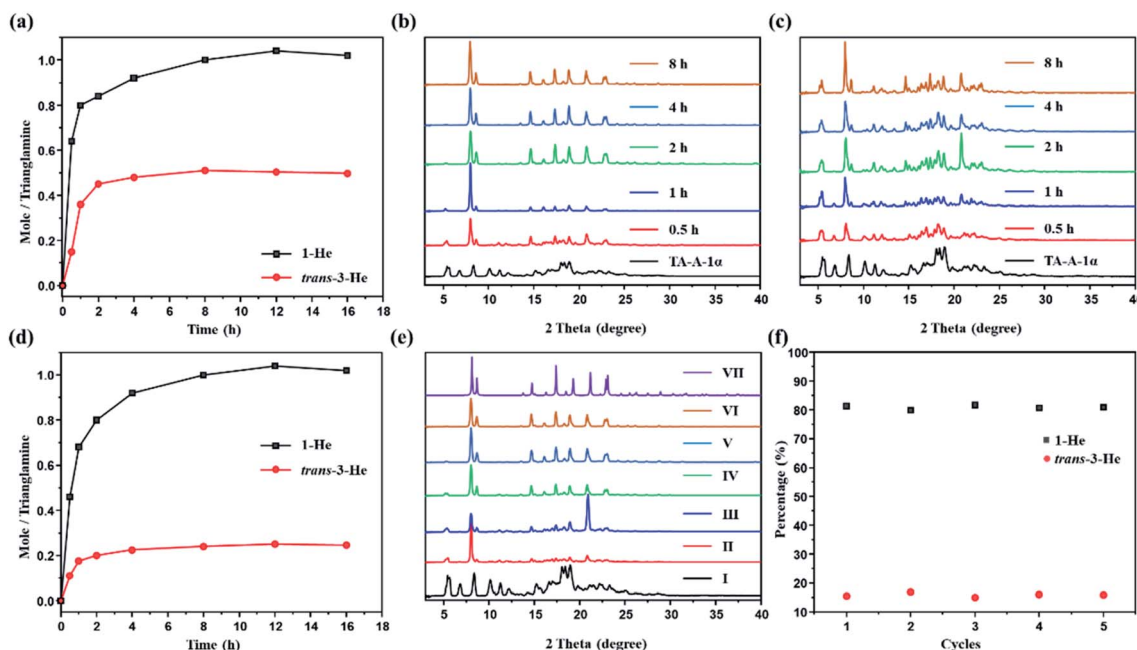 (a)
Mole / Trianglamine
1.0
0.8
0.6
0.4
0.2
0.0
1-He
trans-3-He
0 2 4 6 8 10 12 14 16 18
Time (h)
(b)
8 h
4 h
2 h
1 h
0.5 h
TA-A-1α
5 10 15 20 25 30 35 40
2 Theta (degree)
(c)
8 h
4 h
2 h
1 h
0.5 h
TA-A-1α
5 10 15 20 25 30 35 40
2 Theta (degree)
(d)
Mole / Trianglamine
1.0
0.8
0.6
0.4
0.2
0.0
1-He
trans-3-He
0 2 4 6 8 10 12 14 16 18
Time (h)
(e)
VII
VI
V
IV
III
II
I
5 10 15 20 25 30 35 40
2 Theta (degree)
(f)
Percentage (%)
100
90
80
70
60
50
40
30
20
10
1-He
trans-3-He
1 2 3 4 5
Cycles